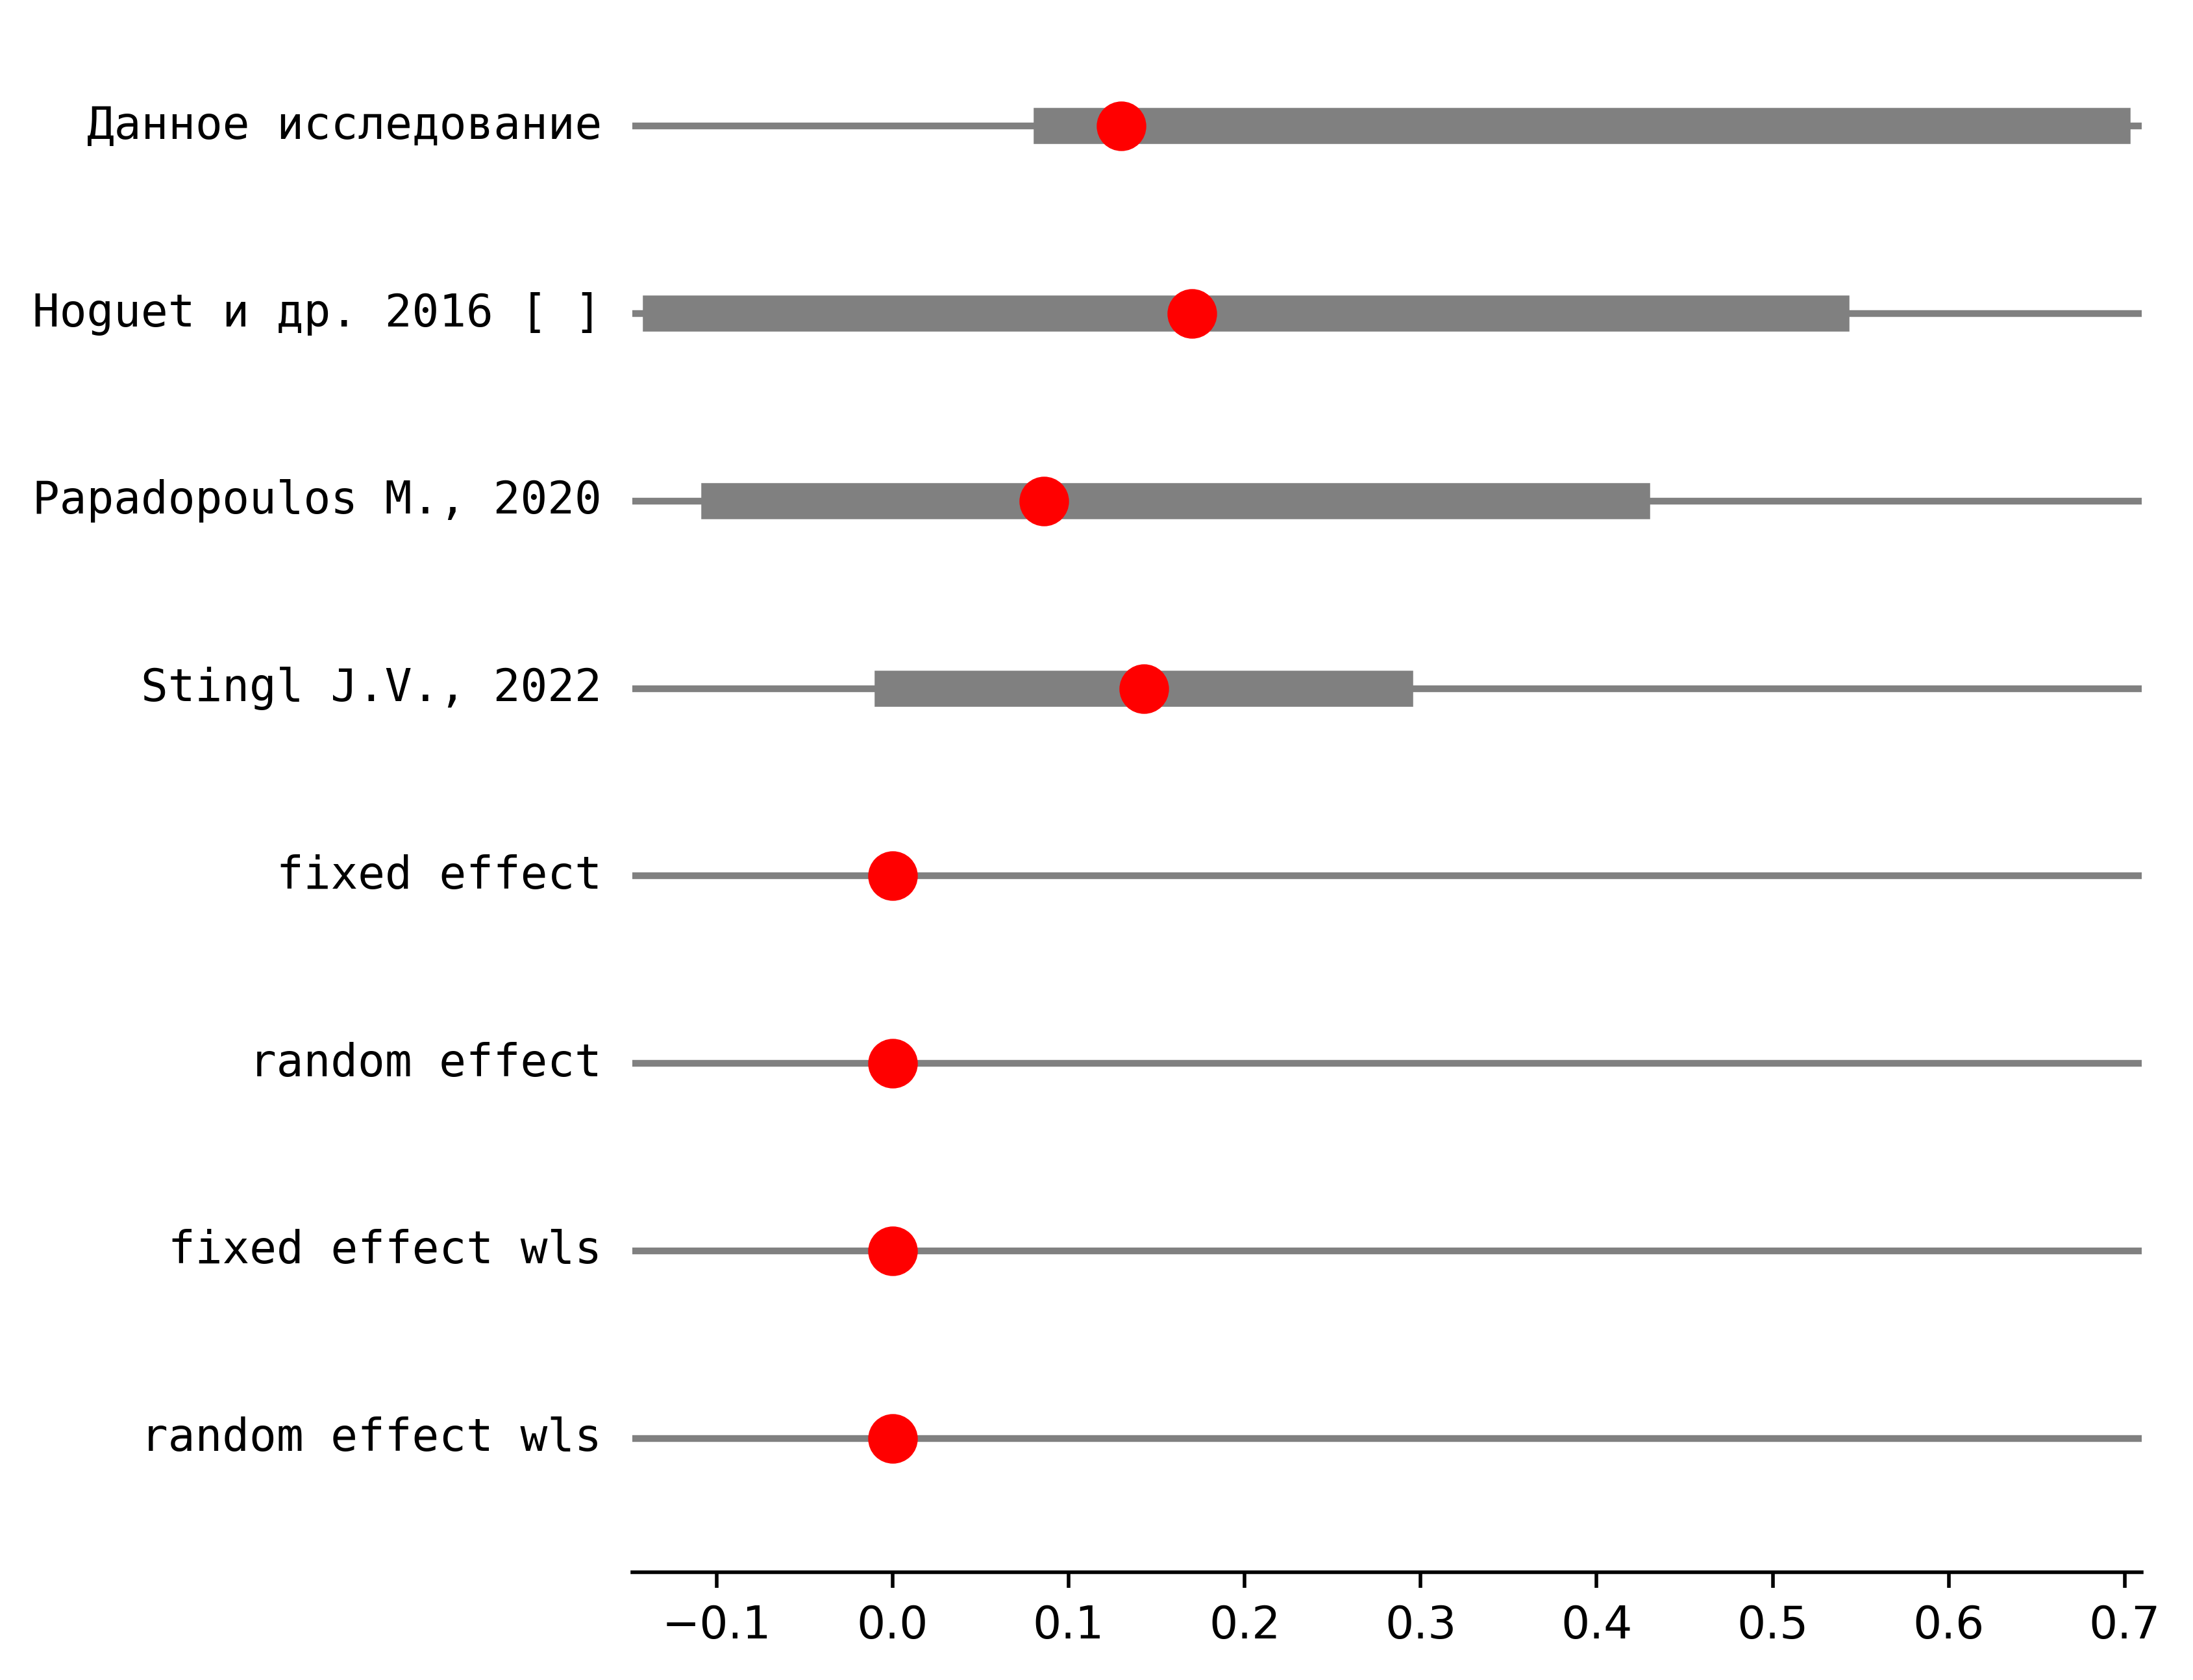 Данное исследование
Hoguet и др. 2016 [ ]
Papadopoulos M., 2020
Stingl J.V., 2022
fixed effect
random effect
fixed effect wls
random effect wls
−0.1 0.0 0.1 0.2 0.3 0.4 0.5 0.6 0.7